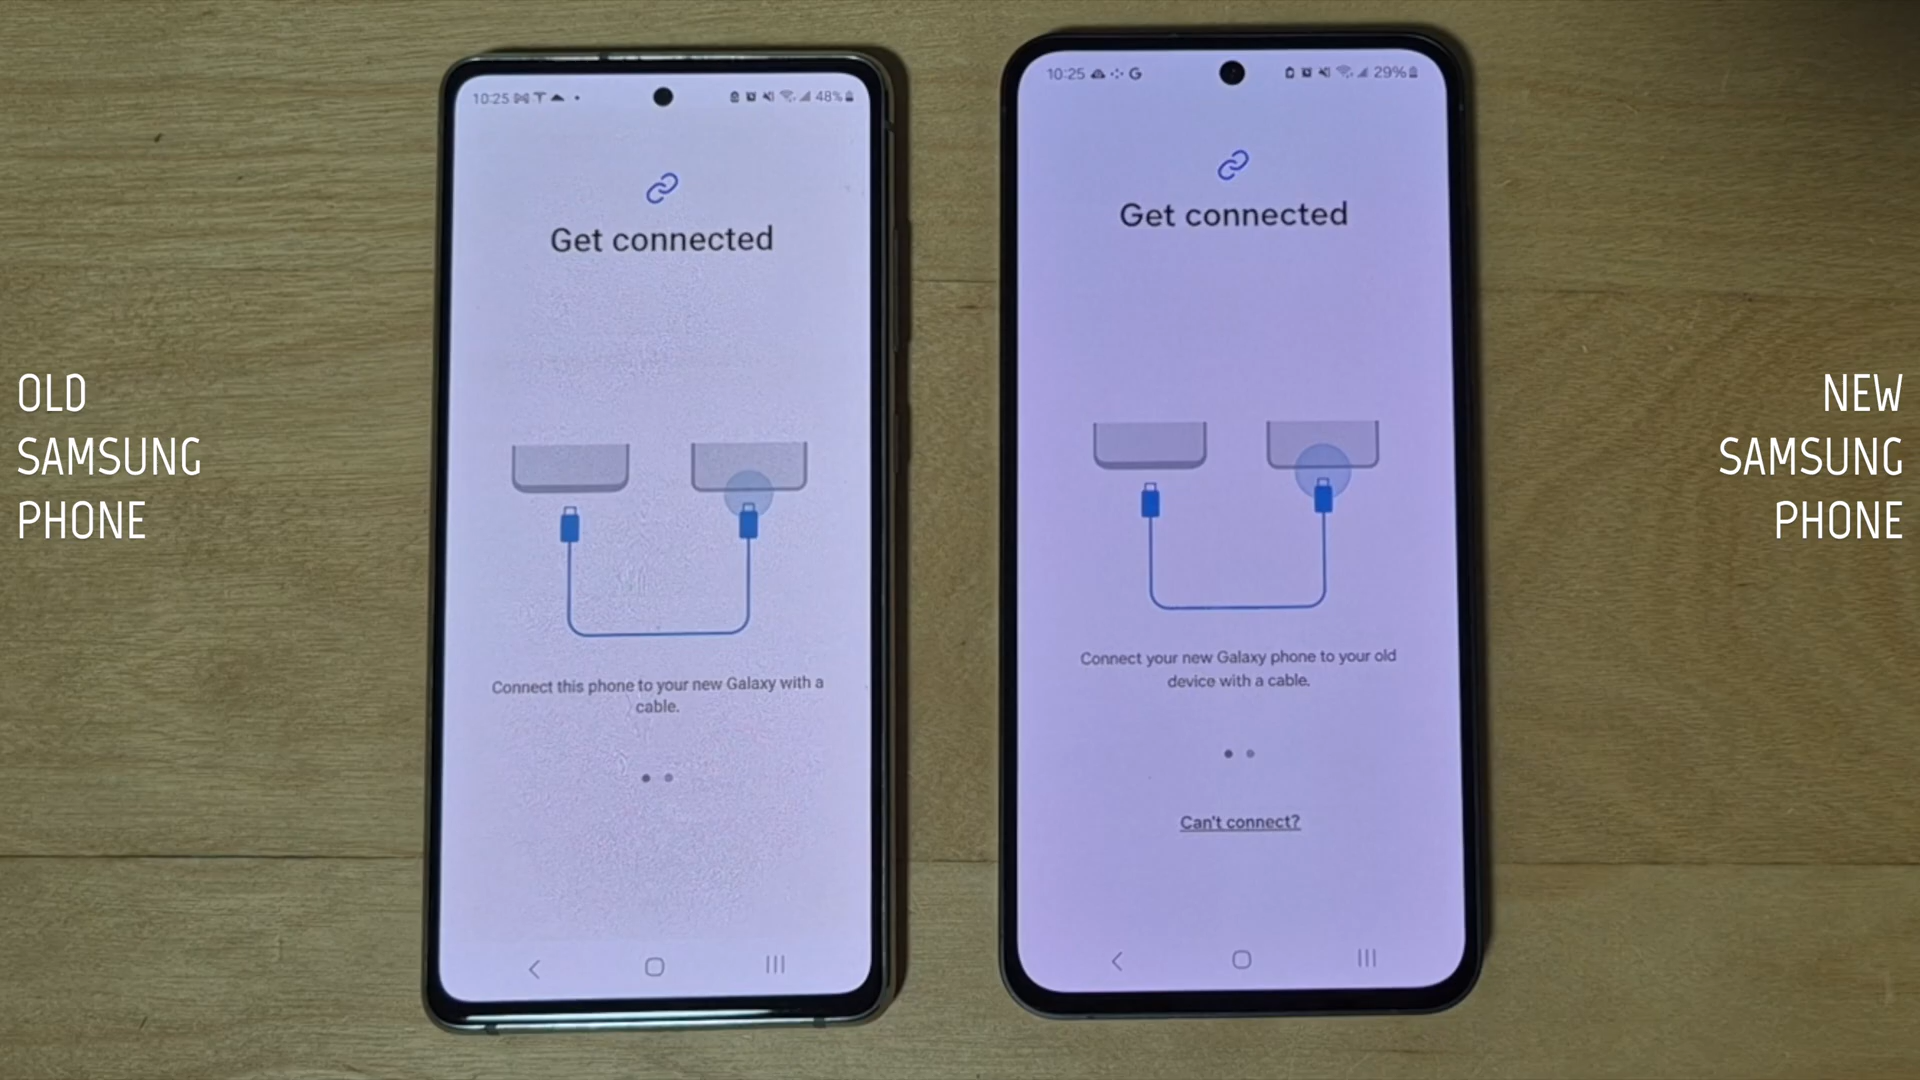 OLD
SAMSUNG
PHONE
10:25
48%
Get connected
Connect this phone to your new Galaxy with a
cable.
10:25 G
29%
Get connected
Connect your new Galaxy phone to your old
device with a cable.
Can't connect?
NEW
SAMSUNG
PHONE